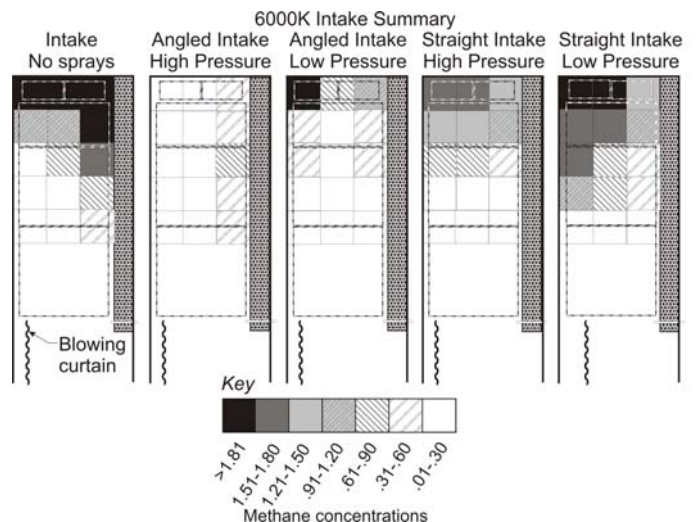 6000K Intake Summary
Intake
No sprays
Angled Intake
High Pressure
Angled Intake
Low Pressure
Straight Intake
High Pressure
Straight Intake
Low Pressure
Blowing
curtain
Key
>1.81
1.51-1.80
1.21-1.50
.91-1.20
.61-.90
.31-.60
.01-.30
Methane concentrations